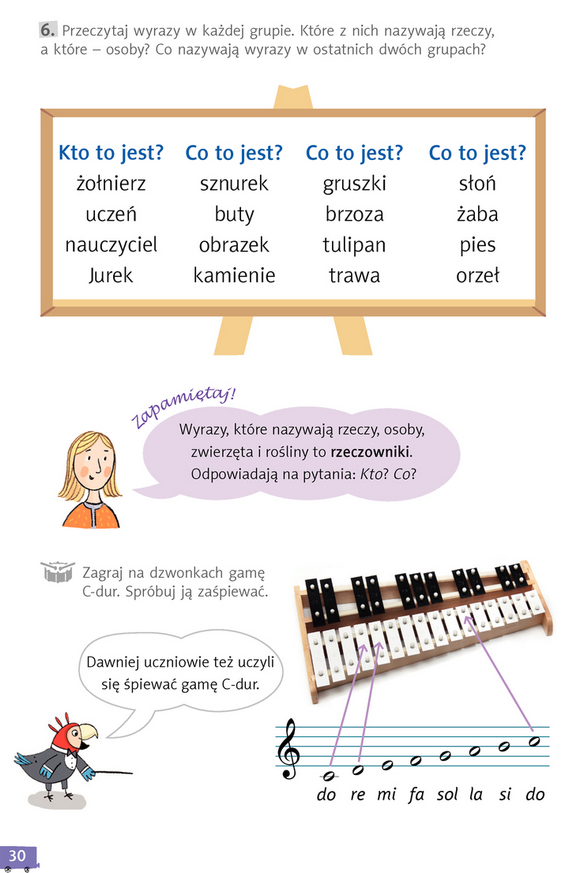 6. Przeczytaj wyrazy w każdej grupie. Które z nich nazywają rzeczy,
a które – osoby? Co nazywają wyrazy w ostatnich dwóch grupach?
Kto to jest? Co to jest? Co to jest? Co to jest?
żołnierz sznurek gruszki słoń
uczeń buty brzoza żaba
nauczyciel obrazek tulipan pies
Jurek kamienie trawa orzeł
Zapamiętaj!
Wyrazy, które nazywają rzeczy, osoby,
zwierzęta i rośliny to rzeczowniki.
Odpowiadają na pytania: Kto? Co?
Zagraj na dzwonkach gamę
C-dur. Spróbuj ją zaśpiewać.
Dawniej uczniowie też uczyli
się śpiewać gamę C-dur.
do re mi fa sol la si do
30